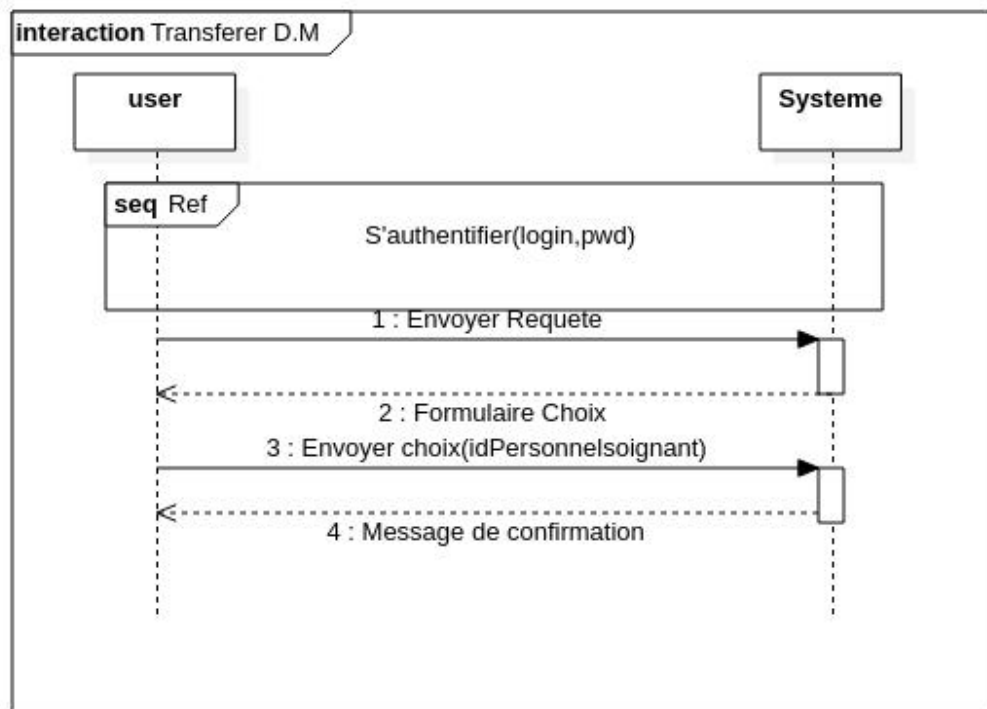 interaction Transferer D.M
user
Systeme
seq Ref
S'authentifier(login,pwd)
1 : Envoyer Requete
2 : Formulaire Choix
3 : Envoyer choix(idPersonnelsoignant)
4 : Message de confirmation